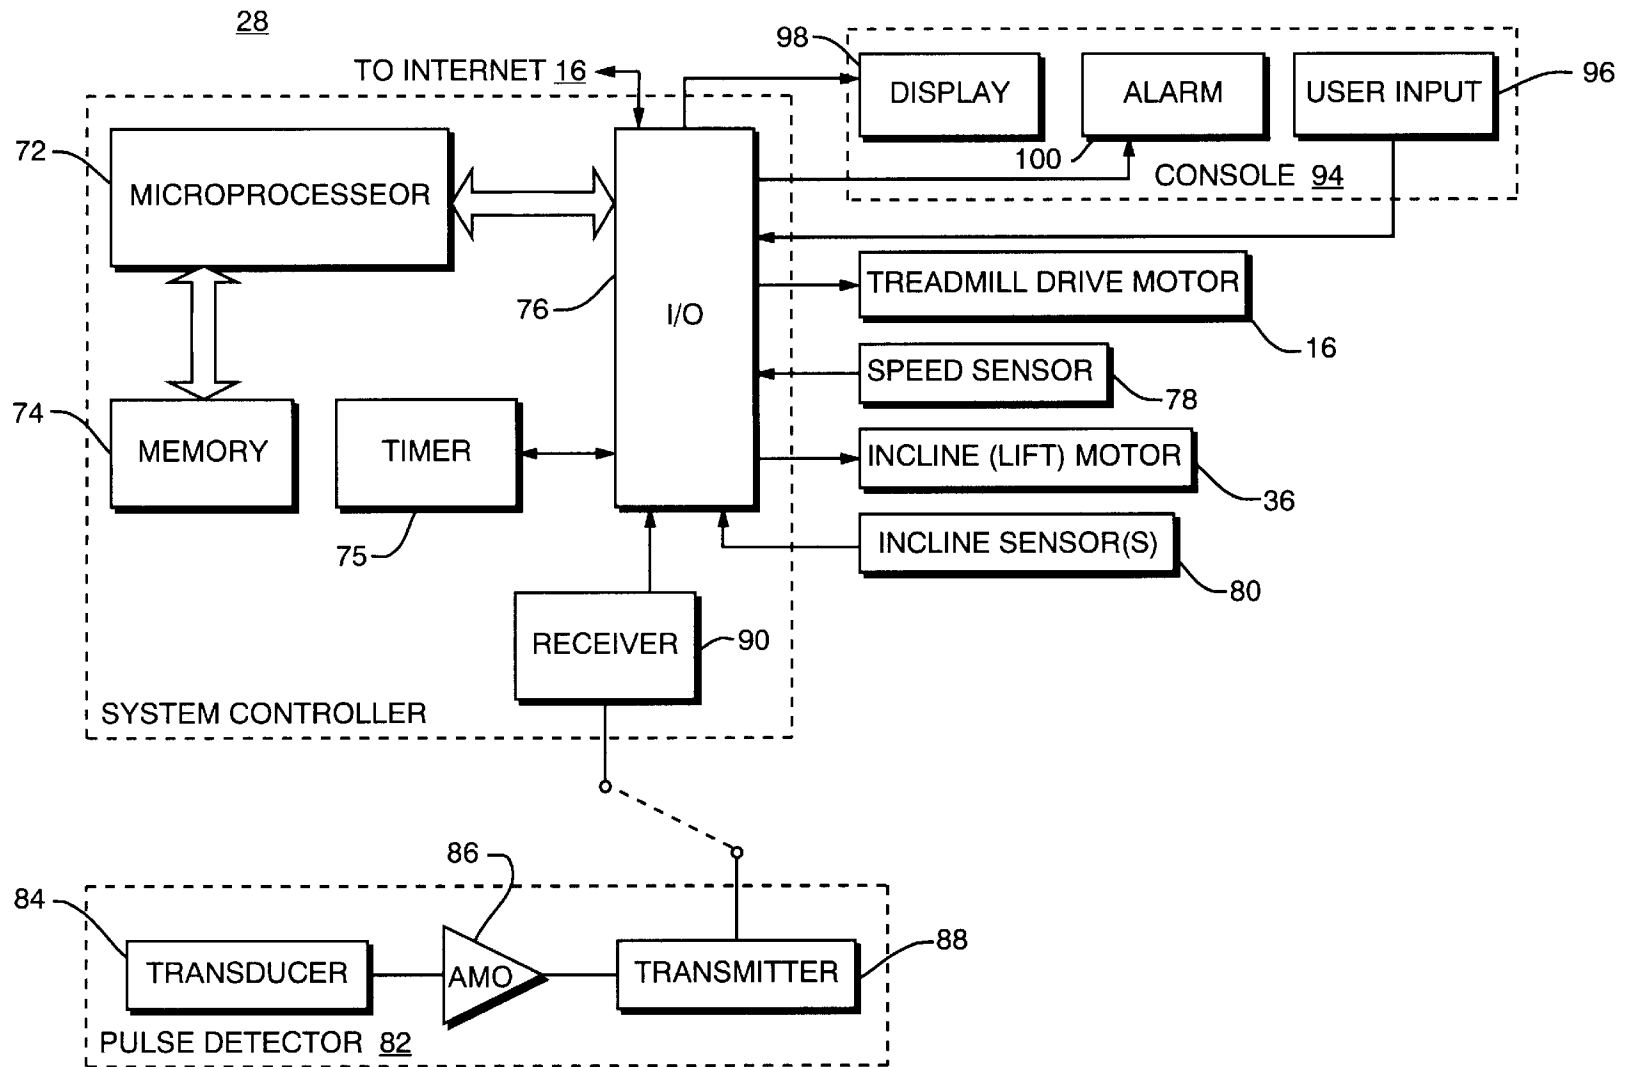 28
TO INTERNET 16
98
DISPLAY
ALARM
USER INPUT
96
100
CONSOLE 94
72
MICROPROCESSEOR
76
I/O
TREADMILL DRIVE MOTOR
16
SPEED SENSOR
78
74
MEMORY
TIMER
75
INCLINE (LIFT) MOTOR
36
INCLINE SENSOR(S)
80
RECEIVER
90
SYSTEM CONTROLLER
86
84
TRANSDUCER
AMO
TRANSMITTER
88
PULSE DETECTOR 82